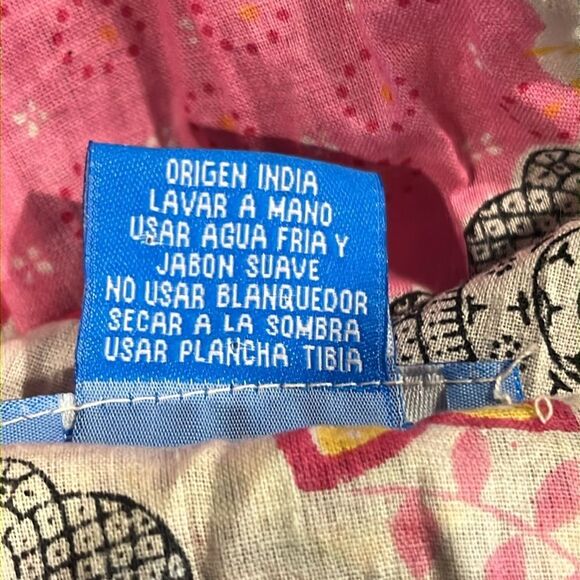 ORIGEN INDIA
LAVAR A MANO
USAR AGUA FRIA Y
JABON SUAVE
NO USAR BLANQUEDOR
SECAR A LA SOMBRA
USAR PLANCHA TIBIA